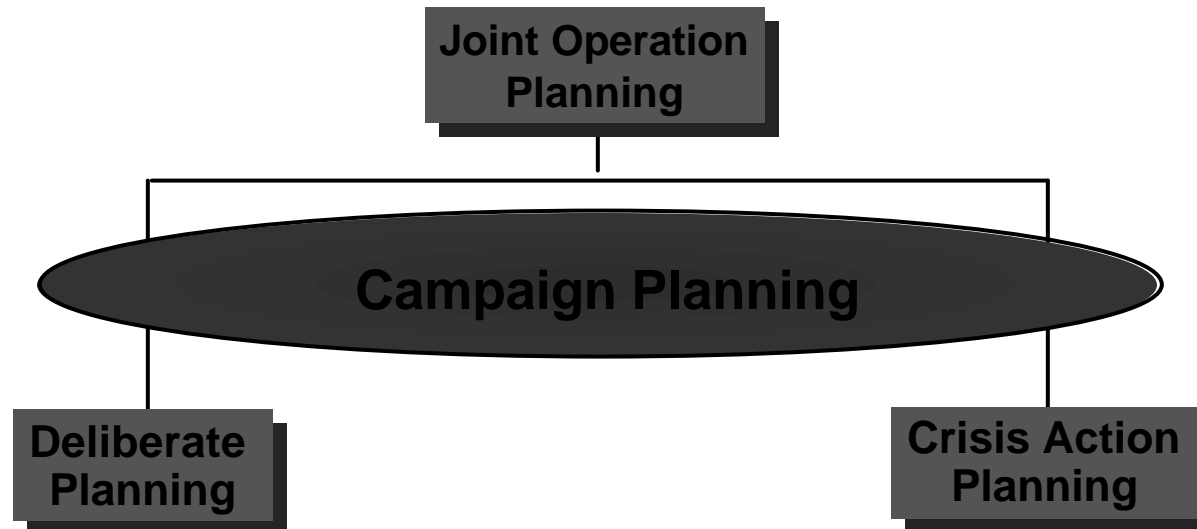 Joint Operation
Planning
Campaign Planning
Deliberate
Planning
Crisis Action
Planning